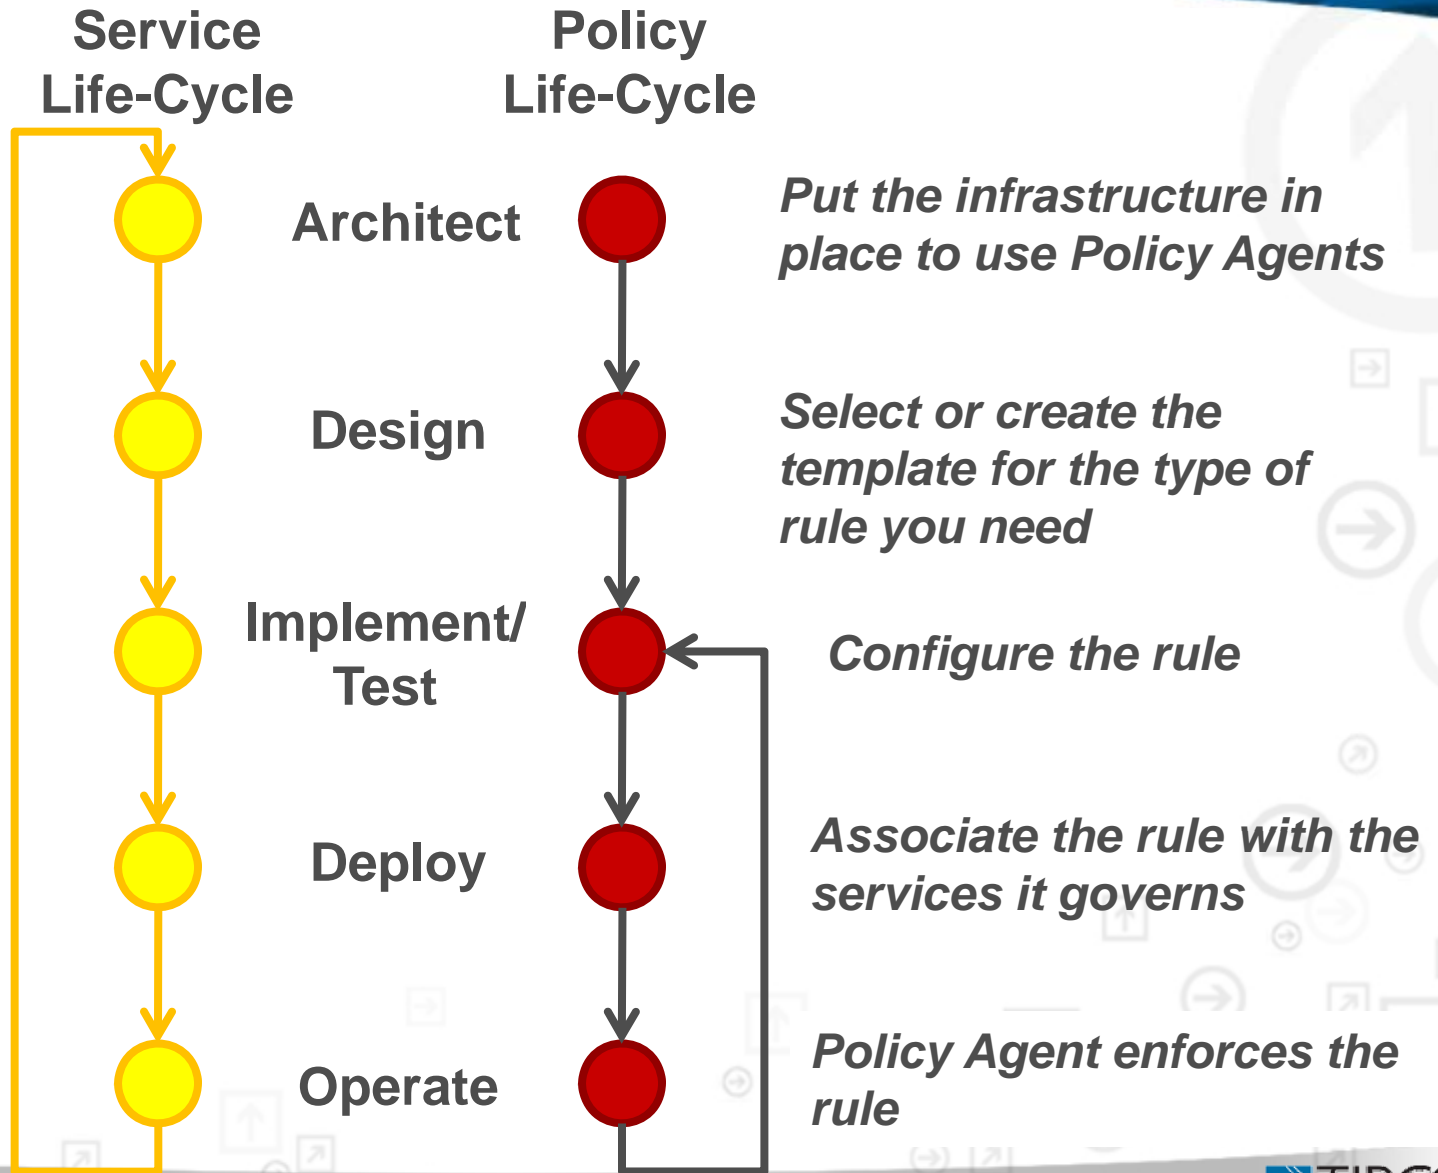 Service
Life-Cycle
Policy
Life-Cycle
Architect
Put the infrastructure in
place to use Policy Agents
Design
Select or create the
template for the type of
rule you need
Implement/
Test
Configure the rule
Deploy
Associate the rule with the
services it governs
Operate
Policy Agent enforces the
rule